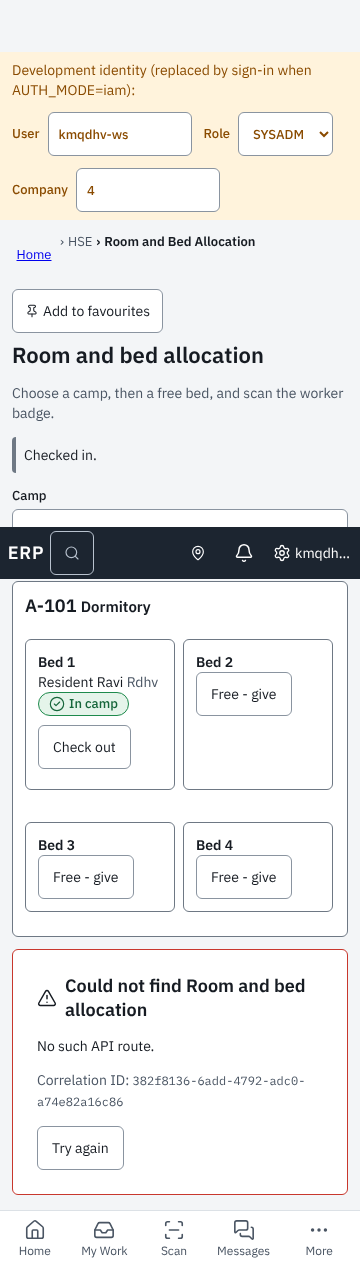 Development identity (replaced by sign-in when
AUTH_MODE=iam):
User kmqdhv-ws Role SYSADM
Company 4
Home › HSE › Room and Bed Allocation
Add to favourites
Room and bed allocation
Choose a camp, then a free bed, and scan the worker
badge.
Checked in.
Camp
ERP kmqdh...
A-101 Dormitory
Bed 1 Bed 2
Resident Ravi Rdhv Free - give
In camp
Check out
Bed 3 Bed 4
Free - give Free - give
Could not find Room and bed
allocation
No such API route.
Correlation ID: 382f8136-6add-4792-adc0-
a74e82a16c86
Try again
Home My Work Scan Messages More